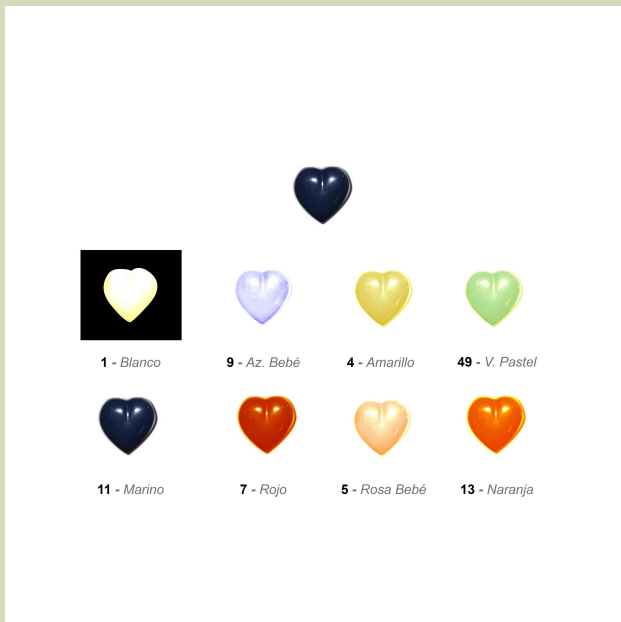 1 - Blanco
9 - Az. Bebé
4 - Amarillo
49 - V. Pastel
11 - Marino
7 - Rojo
5 - Rosa Bebé
13 - Naranja